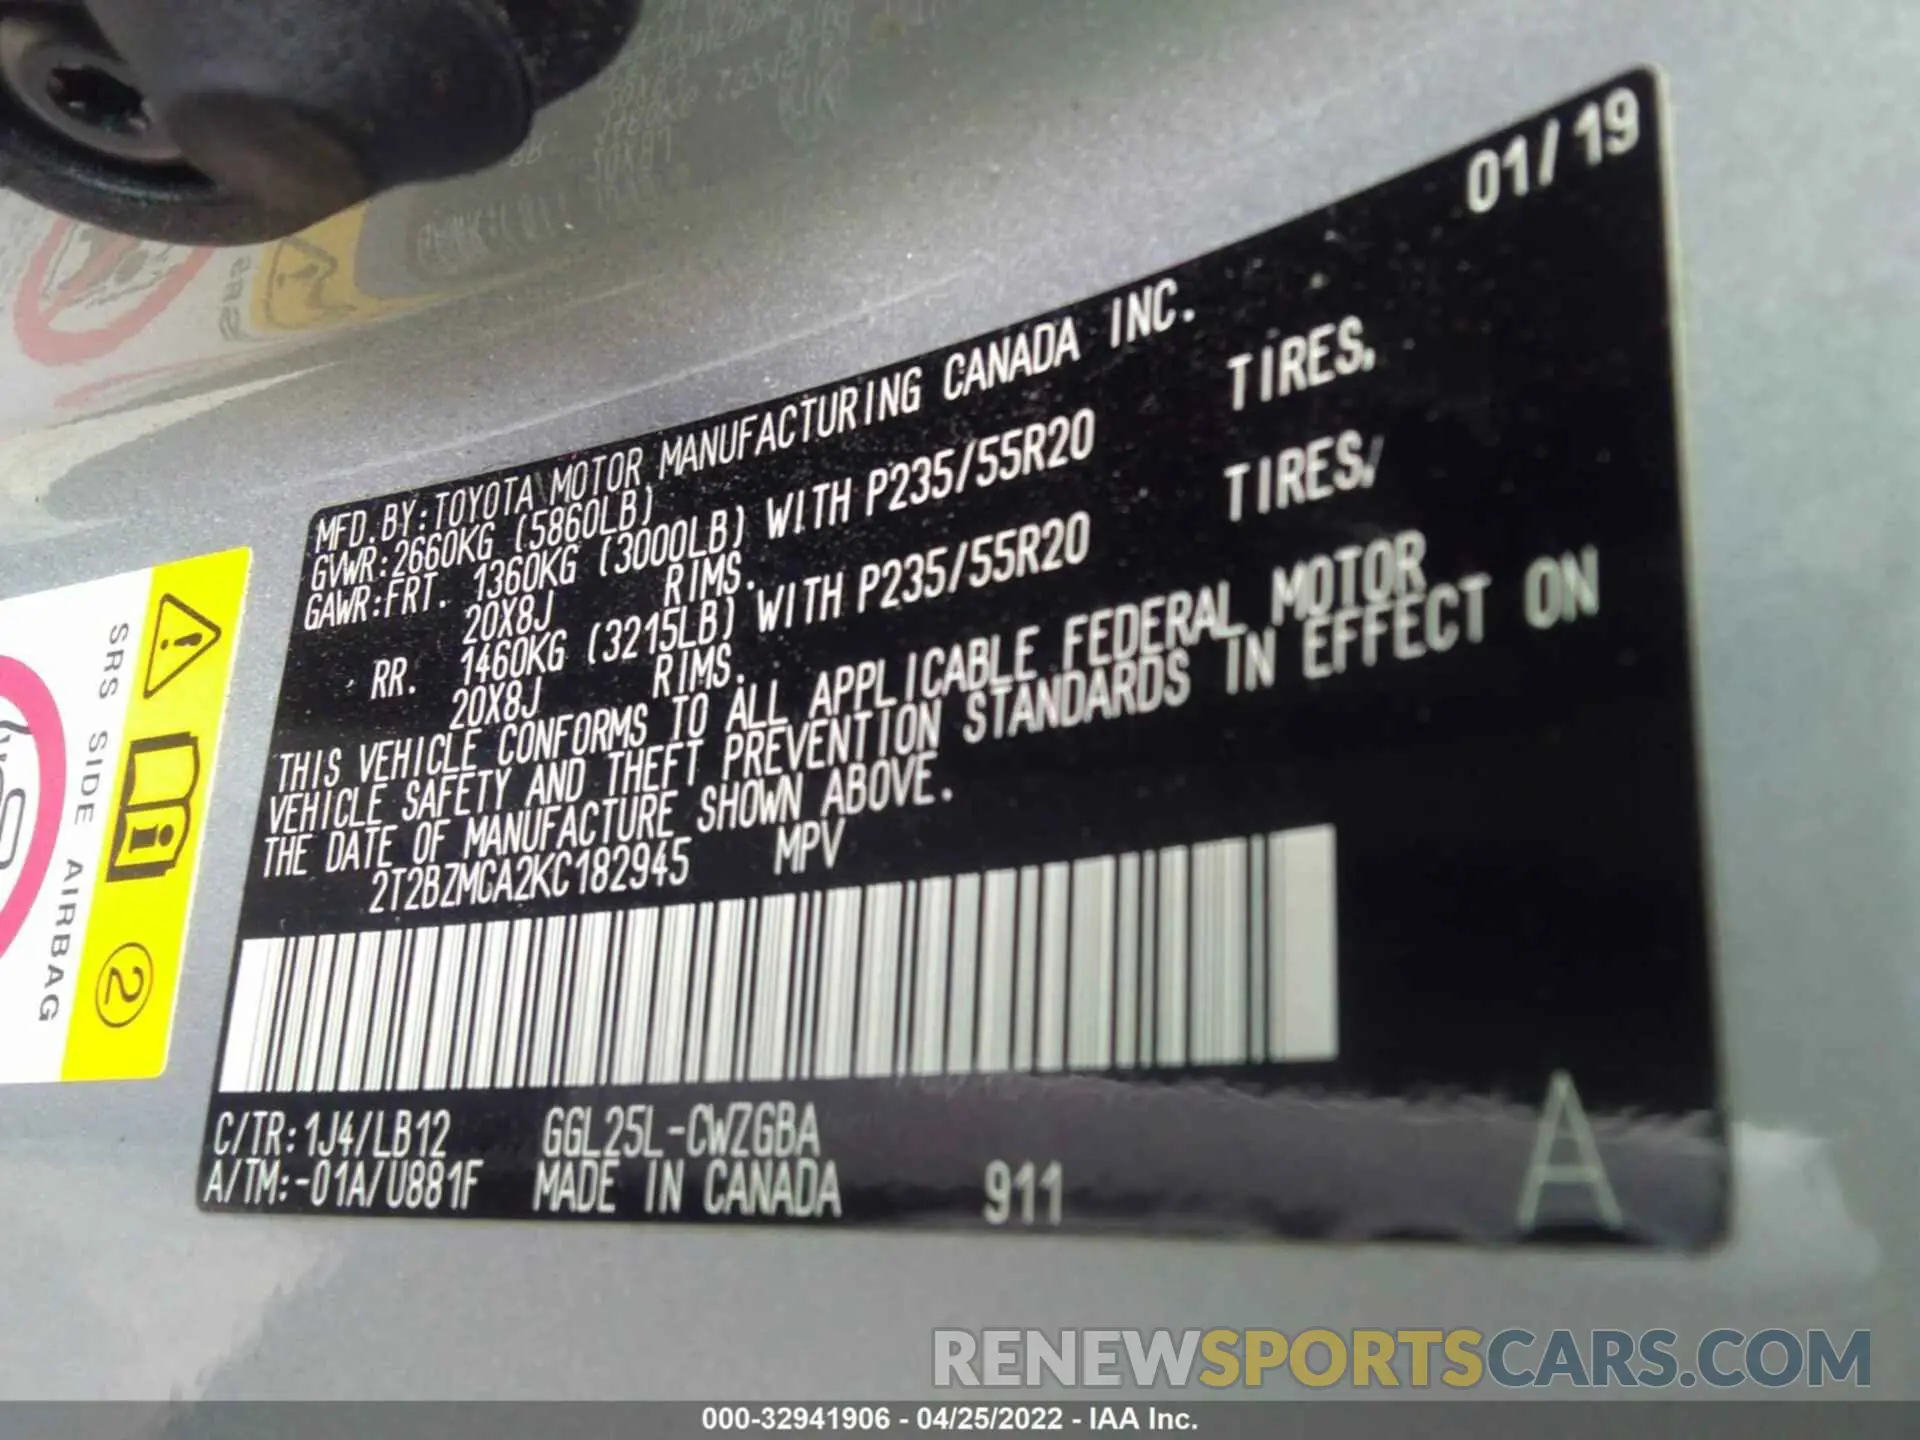 01/19
MFD.BY:TOYOTA MOTOR MANUFACTURING CANADA INC.
GVWR:2660KG (5860LB)
GAWR:FRT. 1360KG (3000LB) WITH P235/55R20 TIRES,
20X8J RIMS.
RR. 1460KG (3215LB) WITH P235/55R20 TIRES,
20X8J RIMS.
THIS VEHICLE CONFORMS TO ALL APPLICABLE FEDERAL MOTOR
VEHICLE SAFETY AND THEFT PREVENTION STANDARDS IN EFFECT ON
THE DATE OF MANUFACTURE SHOWN ABOVE.
2T2BZMCA2KC182945 MPV
C/TR:1J4/LB12 GGL25L-CWZGBA
A/TM:-01A/U881F MADE IN CANADA 911 A
SRS SIDE AIRBAG
2
RENEWSPORTSCARS.COM
000-32941906 - 04/25/2022 - IAA Inc.